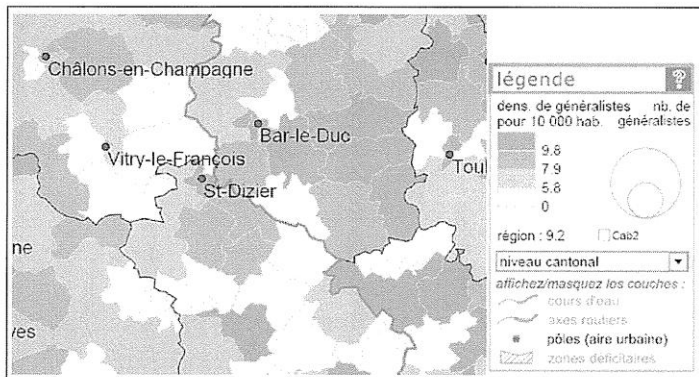 Châlons-en-Champagne
Bar-le-Duc
Vitry-le-François
Toul
St-Dizier
ne
ves
légende ?
dens. de généralistes
pour 10 000 hab.
nb. de
généralistes
9.8
7.9
5.8
0
région : 9.2
Cab2
niveau cantonal
affichez/masquez les couches :
cours d'eau
axes routiers
pôles (aire urbaine)
zones déficitaires